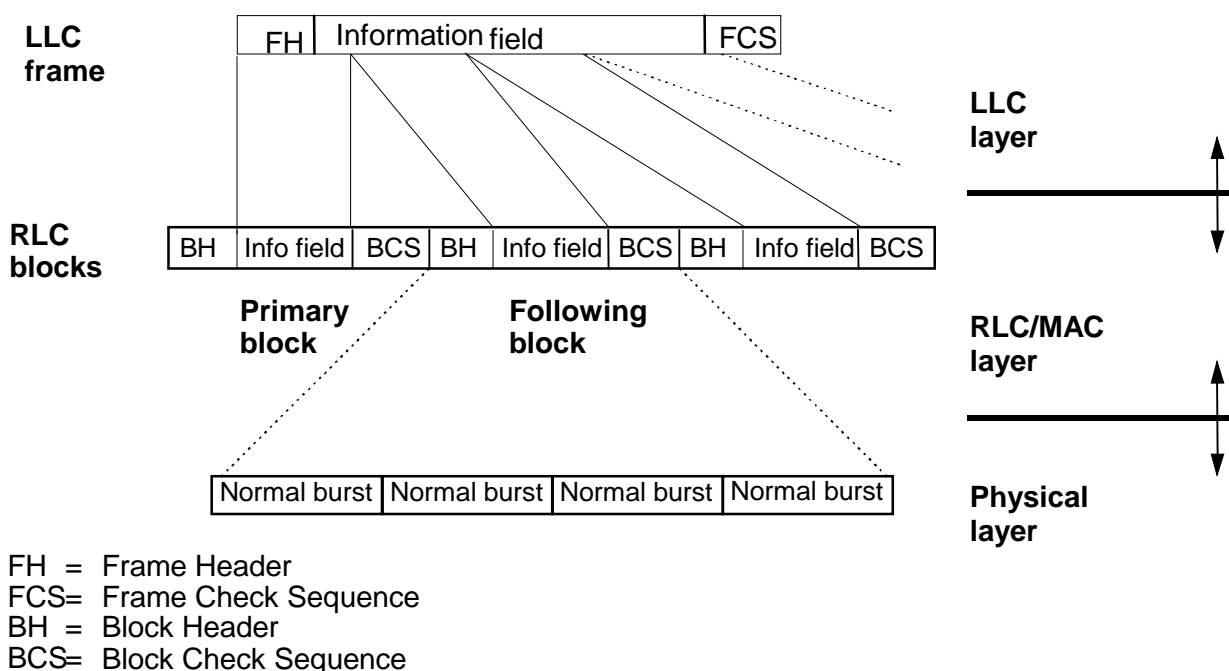 LLC
frame
FH Information field FCS
LLC
layer
RLC
blocks
BH Info field BCS BH Info field BCS BH Info field BCS
Primary
block
Following
block
RLC/MAC
layer
Normal burst Normal burst Normal burst Normal burst
Physical
layer
FH = Frame Header
FCS= Frame Check Sequence
BH = Block Header
BCS= Block Check Sequence